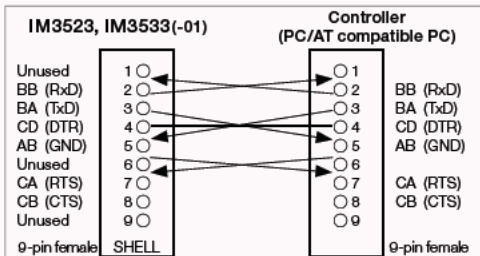 IM3523, IM3533(-01)
Controller
(PC/AT compatible PC)
Unused 1 1
BB (RxD) 2 2 BB (RxD)
BA (TxD) 3 3 BA (TxD)
CD (DTR) 4 4 CD (DTR)
AB (GND) 5 5 AB (GND)
Unused 6 6
CA (RTS) 7 7 CA (RTS)
CB (CTS) 8 8 CB (CTS)
Unused 9 9
9-pin female SHELL 9-pin female